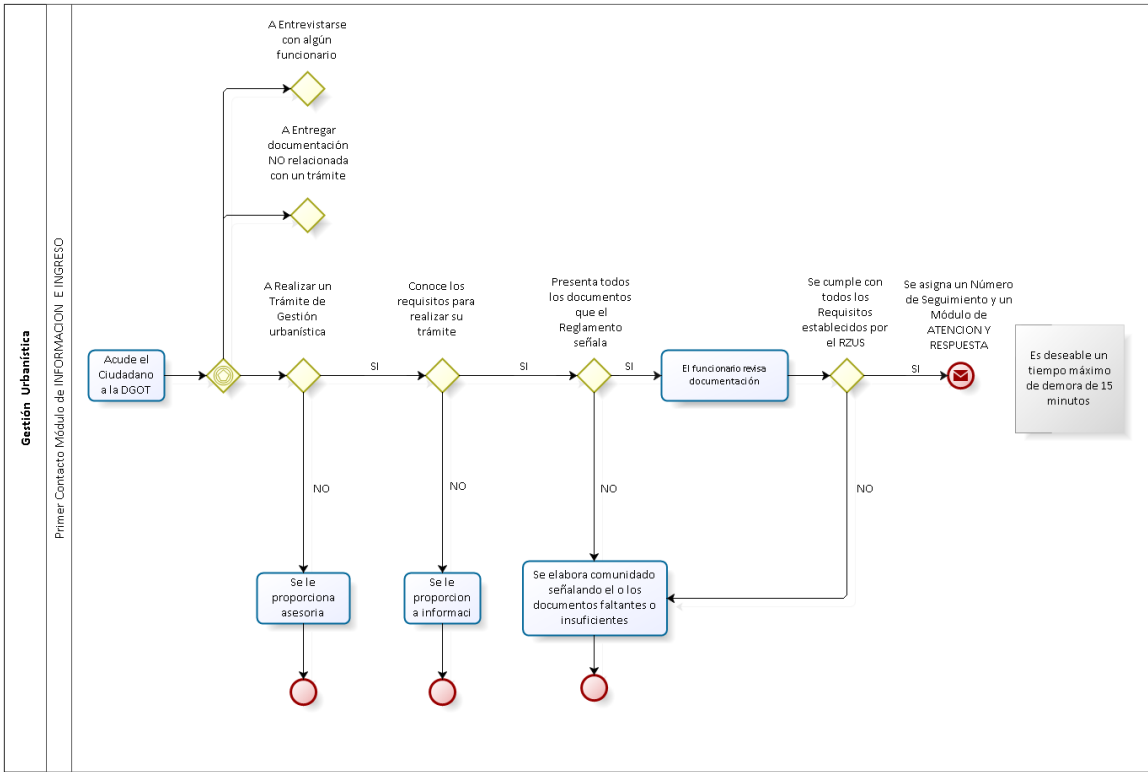 Gestión Urbanística
Primer Contacto Módulo de INFORMACION E INGRESO
A Entrevistarse
con algún
funcionario
A Entregar
documentación
NO relacionada
con un trámite
A Realizar un
Trámite de
Gestión
urbanística
Conoce los
requisitos para
realizar su
trámite
Presenta todos
los documentos
que el
Reglamento
señala
Se cumple con
todos los
Requisitos
establecidos por
el RZUS
Se asigna un Número
de Seguimiento y un
Módulo de
ATENCION Y
RESPUESTA
Acude el
Ciudadano
a la DGOT
SI
SI
SI
El funcionario revisa
documentación
SI
Es deseable un
tiempo máximo
de demora de 15
minutos
NO
NO
NO
NO
Se le
proporciona
asesoria
Se le
proporcion
a informaci
Se elabora comunidado
señalando el o los
documentos faltantes o
insuficientes